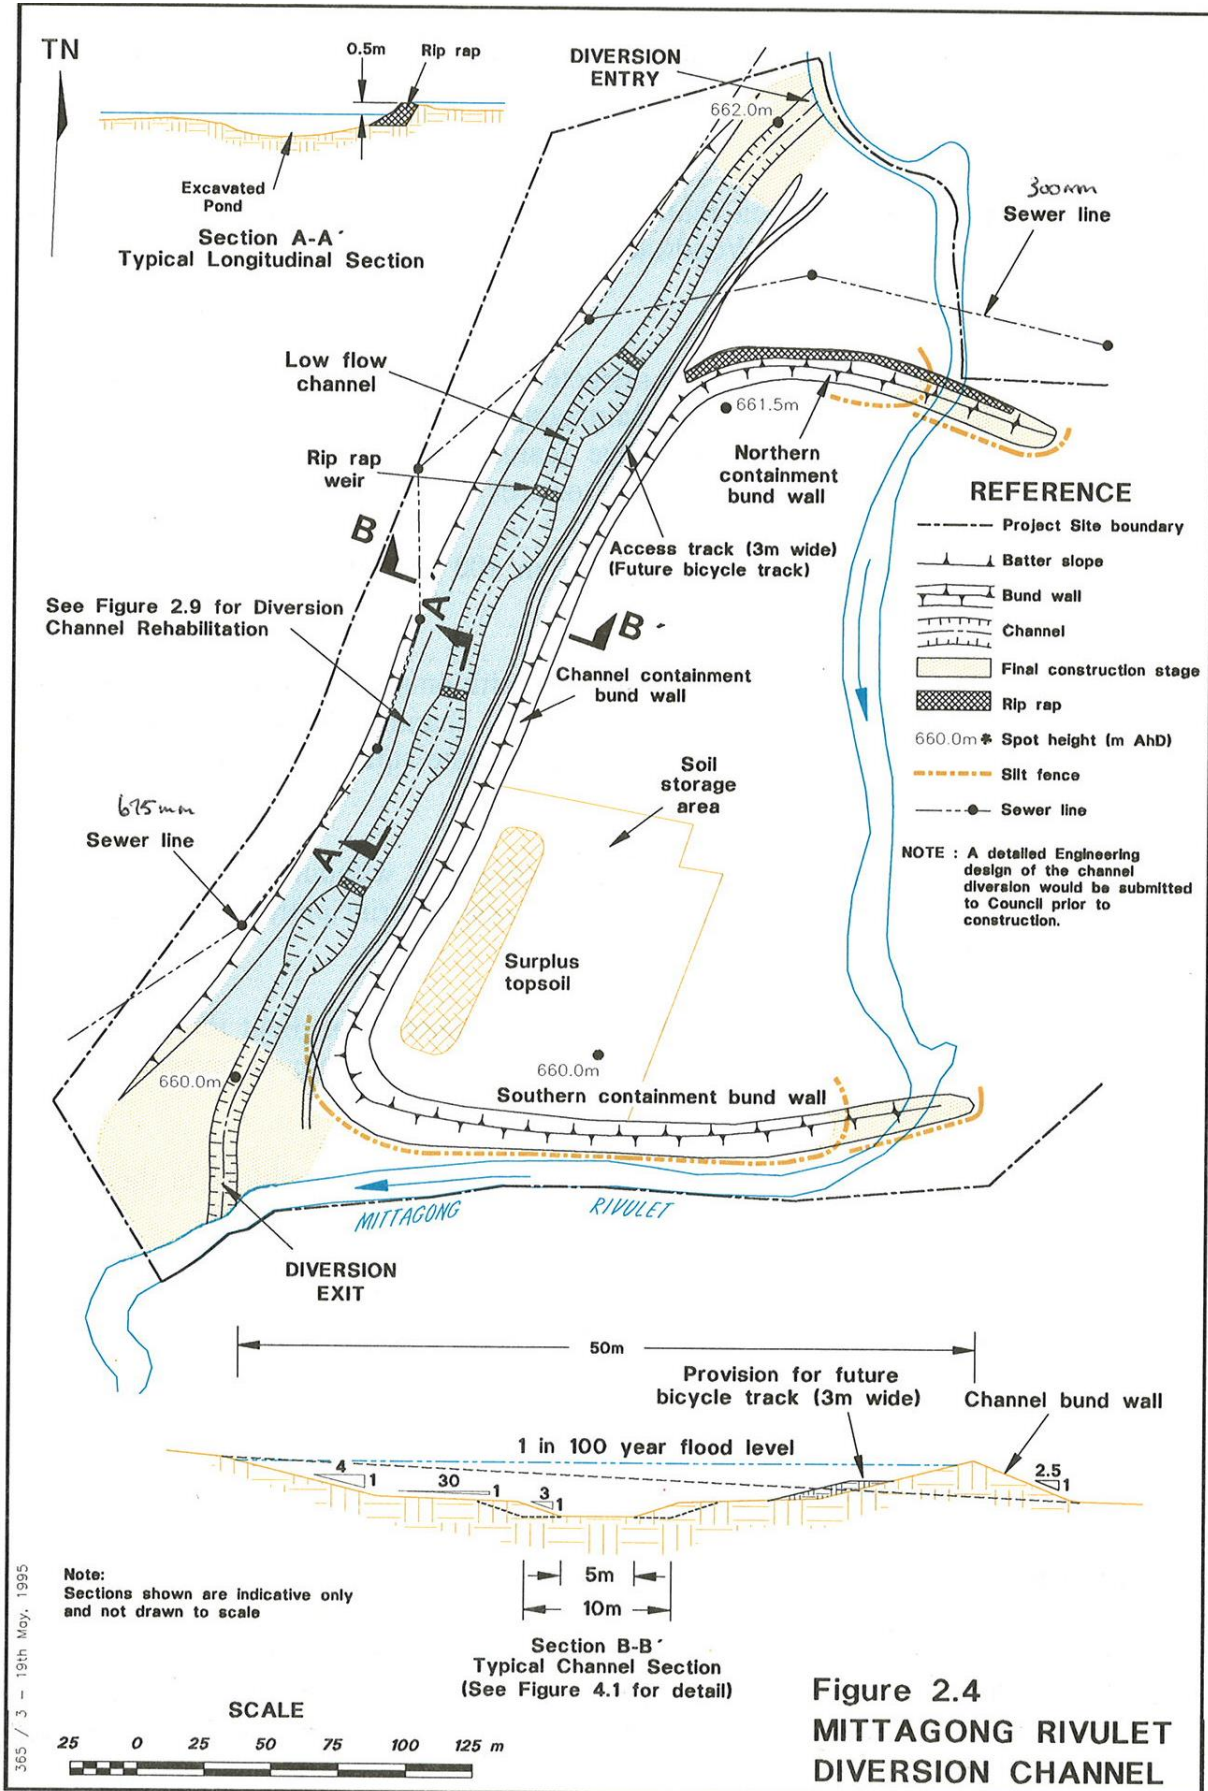 TN
0.5m
Rip rap
Excavated
Pond
Section A-A´
Typical Longitudinal Section
DIVERSION
ENTRY
662.0m
300mm
Sewer line
Low flow
channel
Rip rap
weir
661.5m
Northern
containment
bund wall
B
Access track (3m wide)
(Future bicycle track)
See Figure 2.9 for Diversion
Channel Rehabilitation
A
B´
Channel containment
bund wall
Soil
storage
area
675mm
Sewer line
A´
Surplus
topsoil
660.0m
660.0m
Southern containment bund wall
MITTAGONG RIVULET
DIVERSION
EXIT
REFERENCE
Project Site boundary
Batter slope
Bund wall
Channel
Final construction stage
Rip rap
660.0m Spot height (m AhD)
Silt fence
Sewer line
NOTE : A detailed Engineering
design of the channel
diversion would be submitted
to Council prior to
construction.
50m
Provision for future
bicycle track (3m wide)
Channel bund wall
1 in 100 year flood level
4
1
30
1
3
1
2.5
1
5m
10m
Note:
Sections shown are indicative only
and not drawn to scale
Section B-B´
Typical Channel Section
(See Figure 4.1 for detail)
SCALE
25 0 25 50 75 100 125 m
Figure 2.4
MITTAGONG RIVULET
DIVERSION CHANNEL
365 / 3 - 19th May, 1995